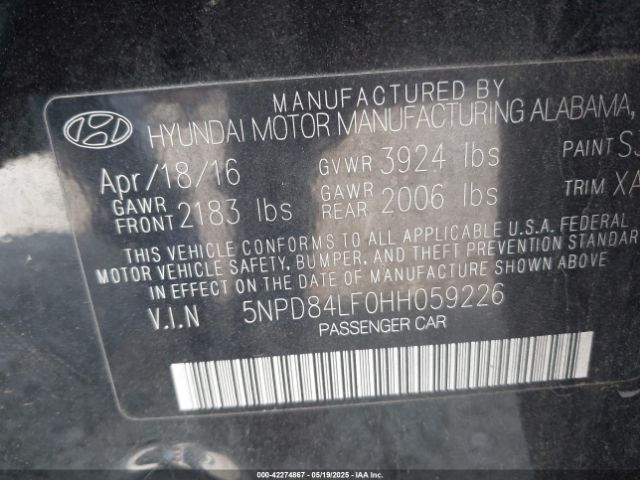 MANUFACTURED BY
HYUNDAI MOTOR MANUFACTURING ALABAMA,
Apr/18/16 GVWR 3924 lbs PAINT
GAWR FRONT 2183 lbs GAWR REAR 2006 lbs TRIM XA
THIS VEHICLE CONFORMS TO ALL APPLICABLE U.S.A. FEDERAL
MOTOR VEHICLE SAFETY, BUMPER, AND THEFT PREVENTION STANDAR
IN EFFECT ON THE DATE OF MANUFACTURE SHOWN ABOVE
V.I.N 5NPD84LF0HH059226
PASSENGER CAR
000-42274867 - 05/19/2025 - IAA Inc.